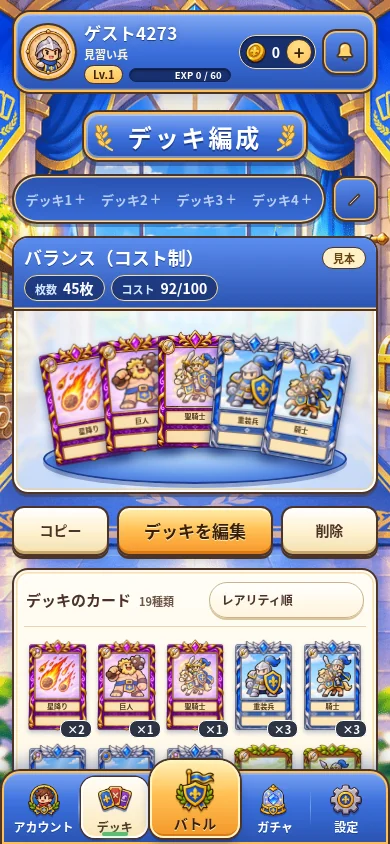 ゲスト4273
見習い兵
Lv.1 EXP 0 / 60
0 +
デッキ編成
デッキ1+ デッキ2+ デッキ3+ デッキ4+
バランス（コスト制） 見本
枚数 45枚 コスト 92/100
星降り 巨人 聖騎士 重装兵 騎士
コピー デッキを編集 削除
デッキのカード 19種類 レアリティ順
星降り 巨人 聖騎士 重装兵 騎士
×2 ×1 ×1 ×3 ×3
アカウント デッキ バトル ガチャ 設定